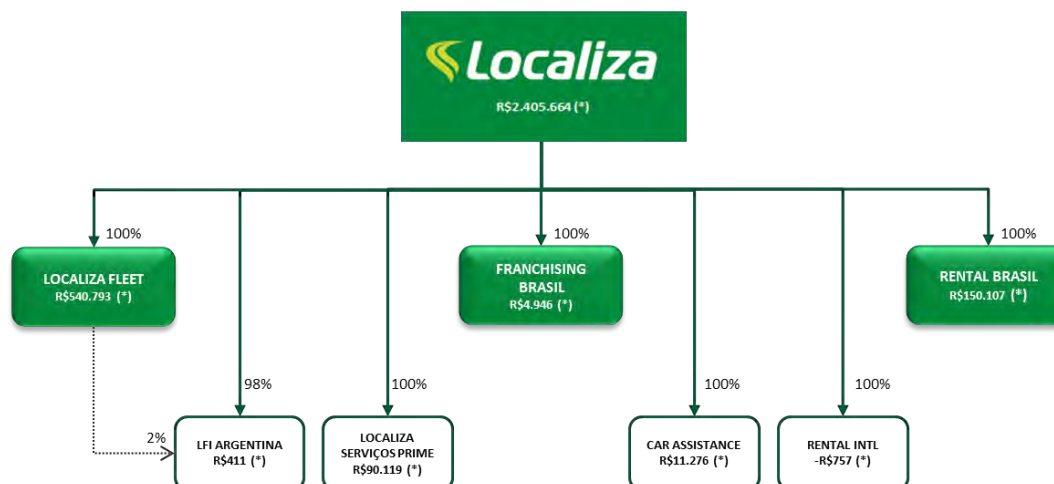 Localiza
R$2.405.664 (*)
100%
100%
100%
LOCALIZA FLEET
R$540.793 (*)
FRANCHISING
BRASIL
R$4.946 (*)
RENTAL BRASIL
R$150.107 (*)
98%
100%
100%
100%
2%
LFI ARGENTINA
R$411 (*)
LOCALIZA
SERVIÇOS PRIME
R$90.119 (*)
CAR ASSISTANCE
R$11.276 (*)
RENTAL INTL
-R$757 (*)